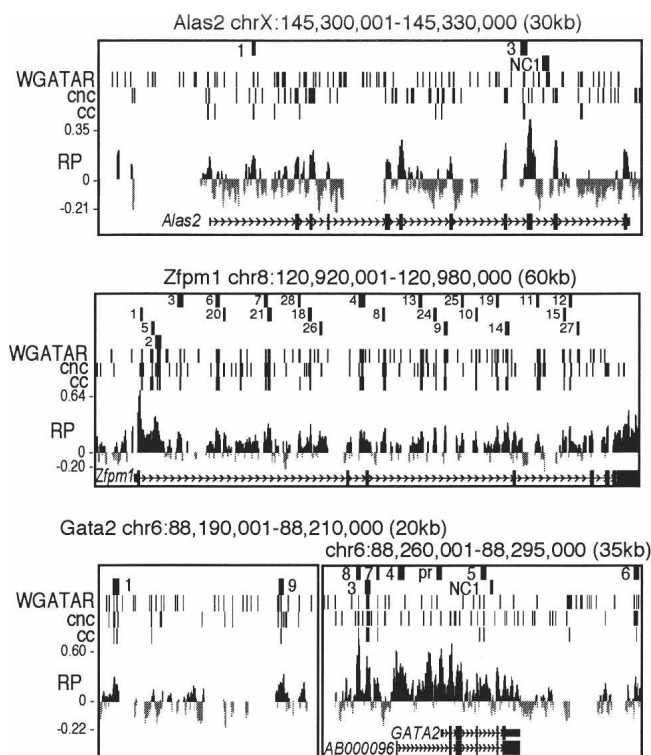 Alas2 chrX:145,300,001-145,330,000 (30kb)
1 3
NC1
WGATAR
cnc
cc
0.35 -
RP
0 -
-0.21 -
Alas2
Zfpm1 chr8:120,920,001-120,980,000 (60kb)
3 6 7 28 4 13 25 19 11 12
1 20 21 18 8 24 10 15
5 26 9 14 27
2
WGATAR
cnc
cc
0.64 -
RP
0 -
-0.20 -
Zfpm1
Gata2 chr6:88,190,001-88,210,000 (20kb)
chr6:88,260,001-88,295,000 (35kb)
1 9 8 7 4 pr 5 6
3 NC1
WGATAR
cnc
cc
0.60 -
RP
0 -
-0.22 -
GATA2
AB000096